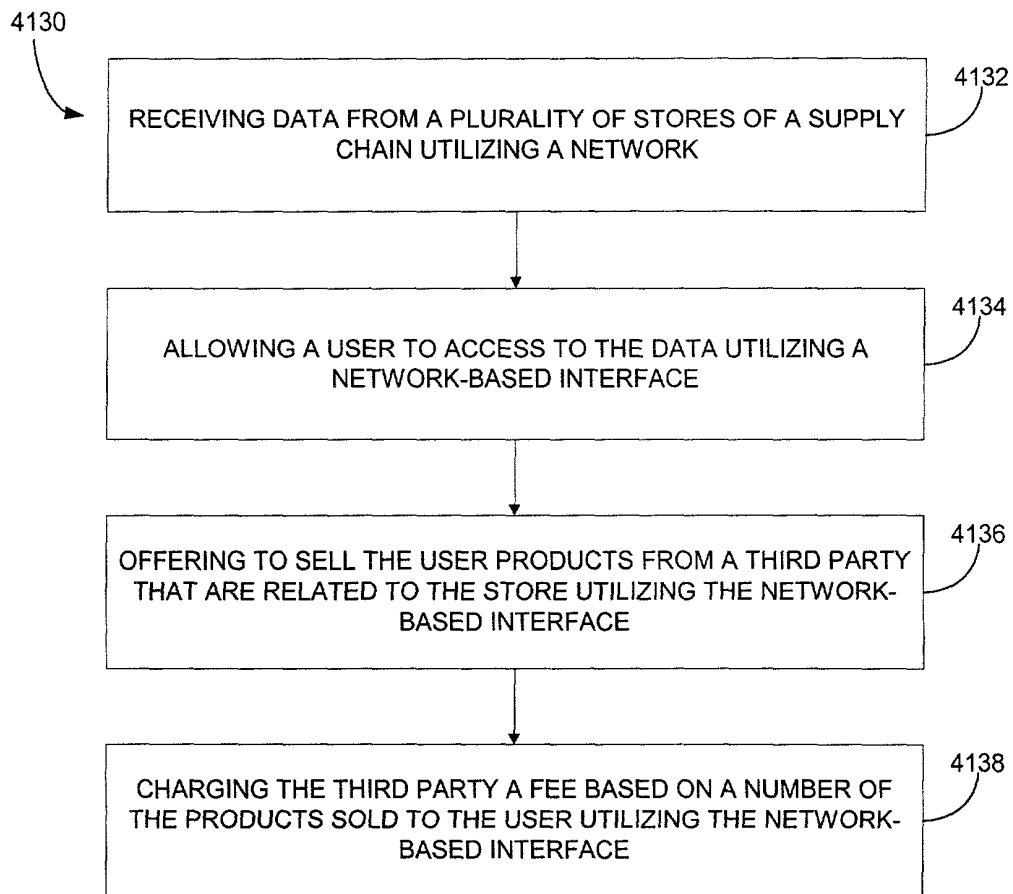 4130
4132
RECEIVING DATA FROM A PLURALITY OF STORES OF A SUPPLY
CHAIN UTILIZING A NETWORK
4134
ALLOWING A USER TO ACCESS TO THE DATA UTILIZING A
NETWORK-BASED INTERFACE
4136
OFFERING TO SELL THE USER PRODUCTS FROM A THIRD PARTY
THAT ARE RELATED TO THE STORE UTILIZING THE NETWORK-
BASED INTERFACE
4138
CHARGING THE THIRD PARTY A FEE BASED ON A NUMBER OF
THE PRODUCTS SOLD TO THE USER UTILIZING THE NETWORK-
BASED INTERFACE